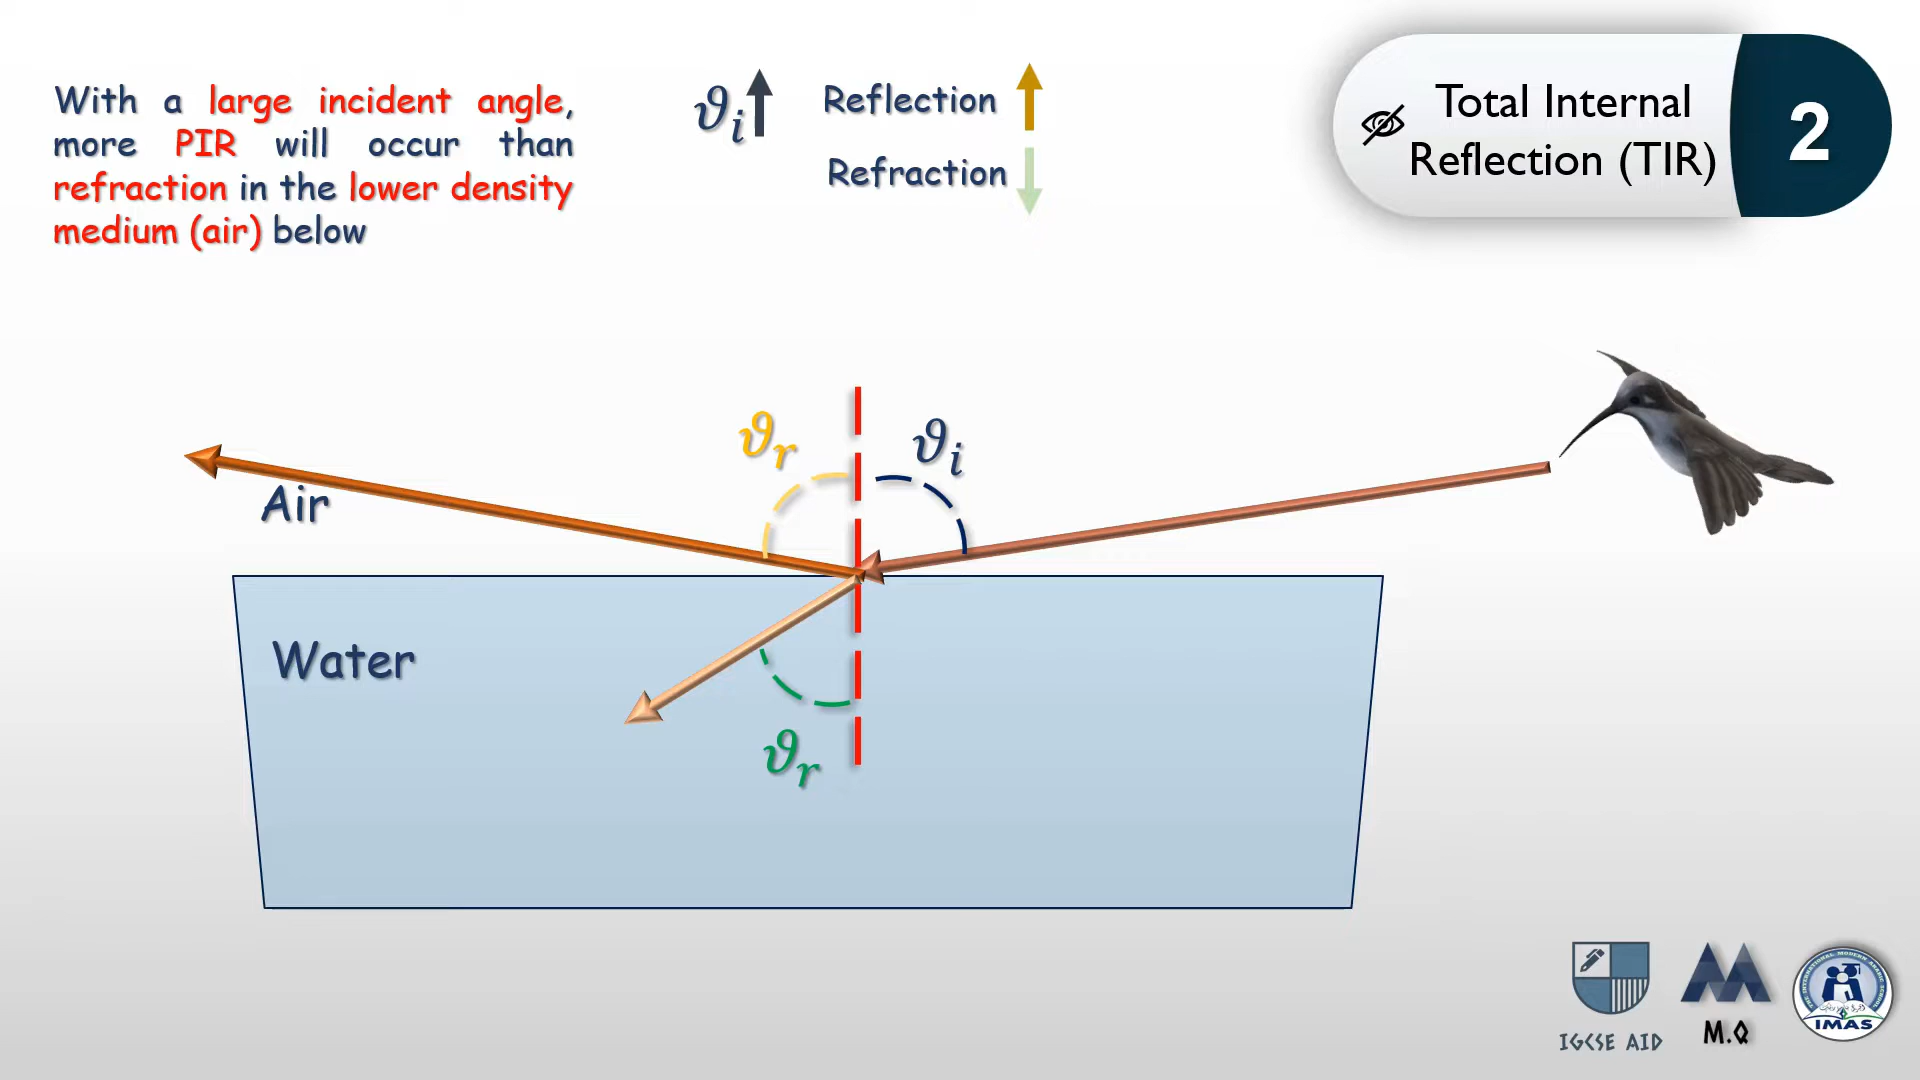 With a large incident angle,
more PIR will occur than
refraction in the lower density
medium (air) below
ϑi
Reflection
Refraction
Total Internal
Reflection (TIR)
2
ϑr
ϑi
Air
Water
ϑr
IGCSE AID
M.Q
IMAS